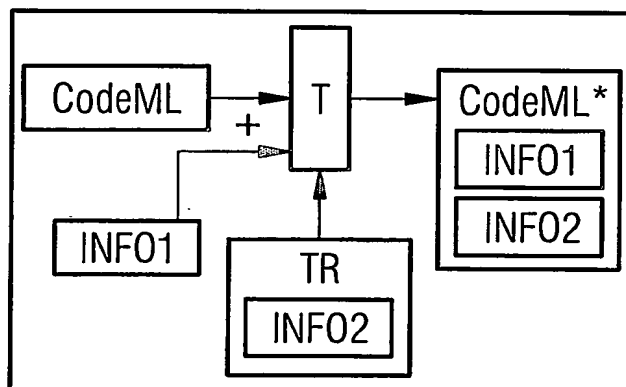 CodeML
+
T
CodeML*
INFO1
INFO2
INFO1
TR
INFO2